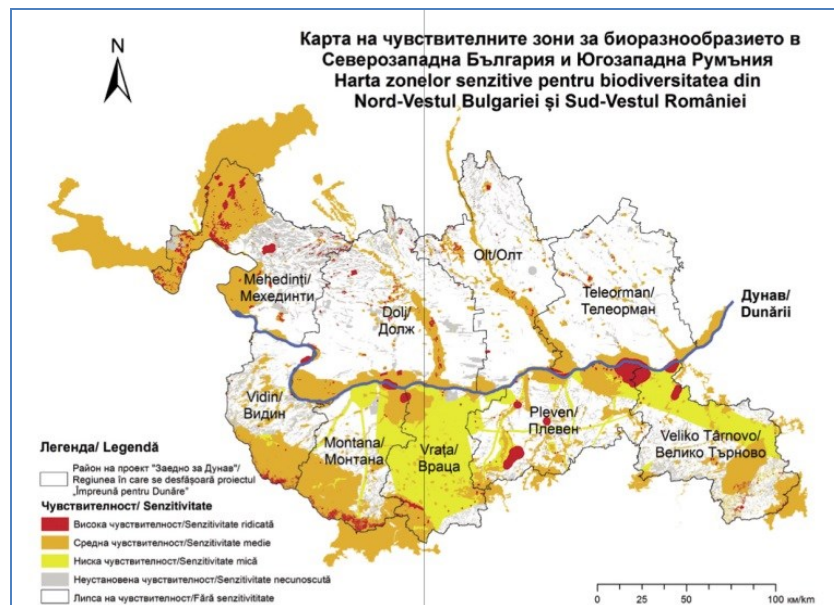 Карта на чувствителните зони за биоразнообразието в
Северозападна България и Югозападна Румъния
Harta zonelor senzitive pentru biodiversitatea din
Nord-Vestul Bulgariei și Sud-Vestul României
N
Olt/Олт
Mehedinți/
Мехединти
Teleorman/
Телеорман
Дунав/
Dunării
Dolj/
Долж
Vidin/
Видин
Pleven/
Плевен
Montana/
Монтана
Vrața/
Враца
Veliko Târnovo/
Велико Търново
Легенда/ Legendă
Район на проект "Заедно за Дунав"/
Regiunea în care se desfășoară proiectul
„Împreună pentru Dunăre"
Чувствителност/ Senzitivitate
Висока чувствителност/Senzitivitate ridicată
Средна чувствителност/Senzitivitate medie
Ниска чувствителност/Senzitivitate mică
Неустановена чувствителност/Senzitivitate necunoscută
Липса на чувствителност/Fără senzitivititate
0 50 100 км/km